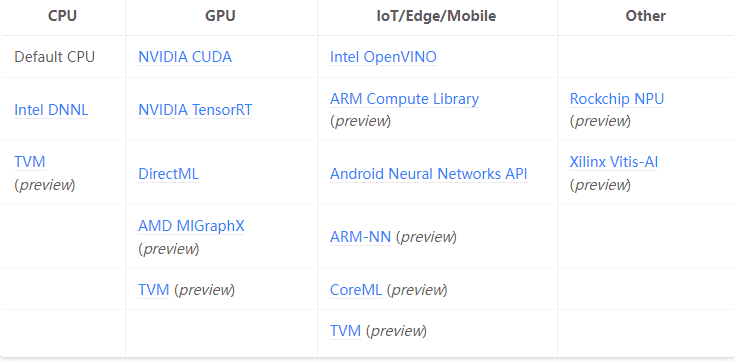 CPU GPU IoT/Edge/Mobile Other
Default CPU NVIDIA CUDA Intel OpenVINO
Intel DNNL NVIDIA TensorRT ARM Compute Library (preview) Rockchip NPU (preview)
TVM (preview) DirectML Android Neural Networks API Xilinx Vitis-AI (preview)
AMD MIGraphX (preview) ARM-NN (preview)
TVM (preview) CoreML (preview)
TVM (preview)